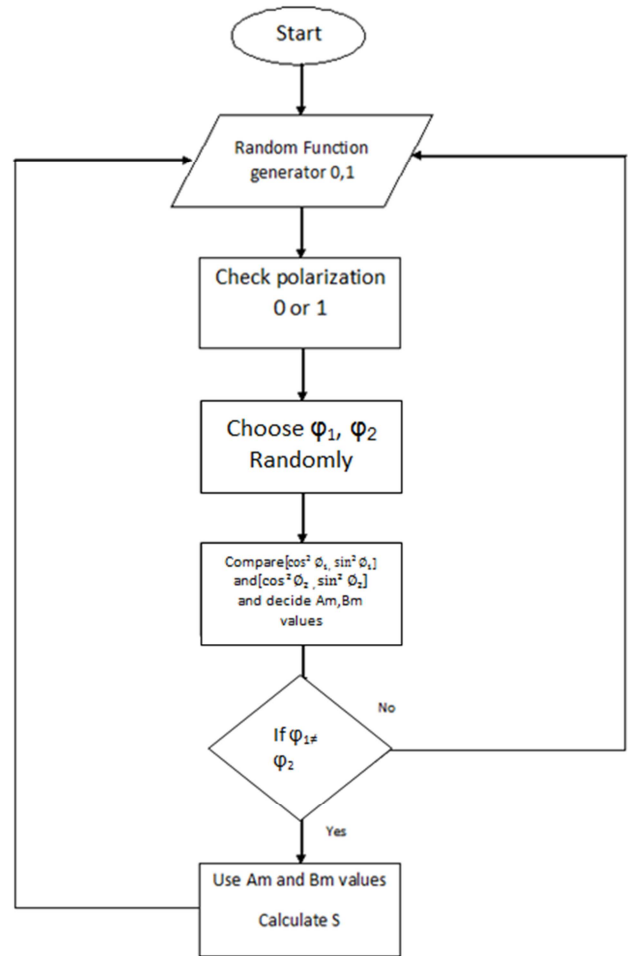 Start
Random Function
generator 0,1
Check polarization
0 or 1
Choose φ₁, φ₂
Randomly
Compare[cos² Ø₁, sin² Ø₁]
and[cos² Ø₂, sin² Ø₂]
and decide Am,Bm
values
No
If φ₁≠
φ₂
Yes
Use Am and Bm values
Calculate S